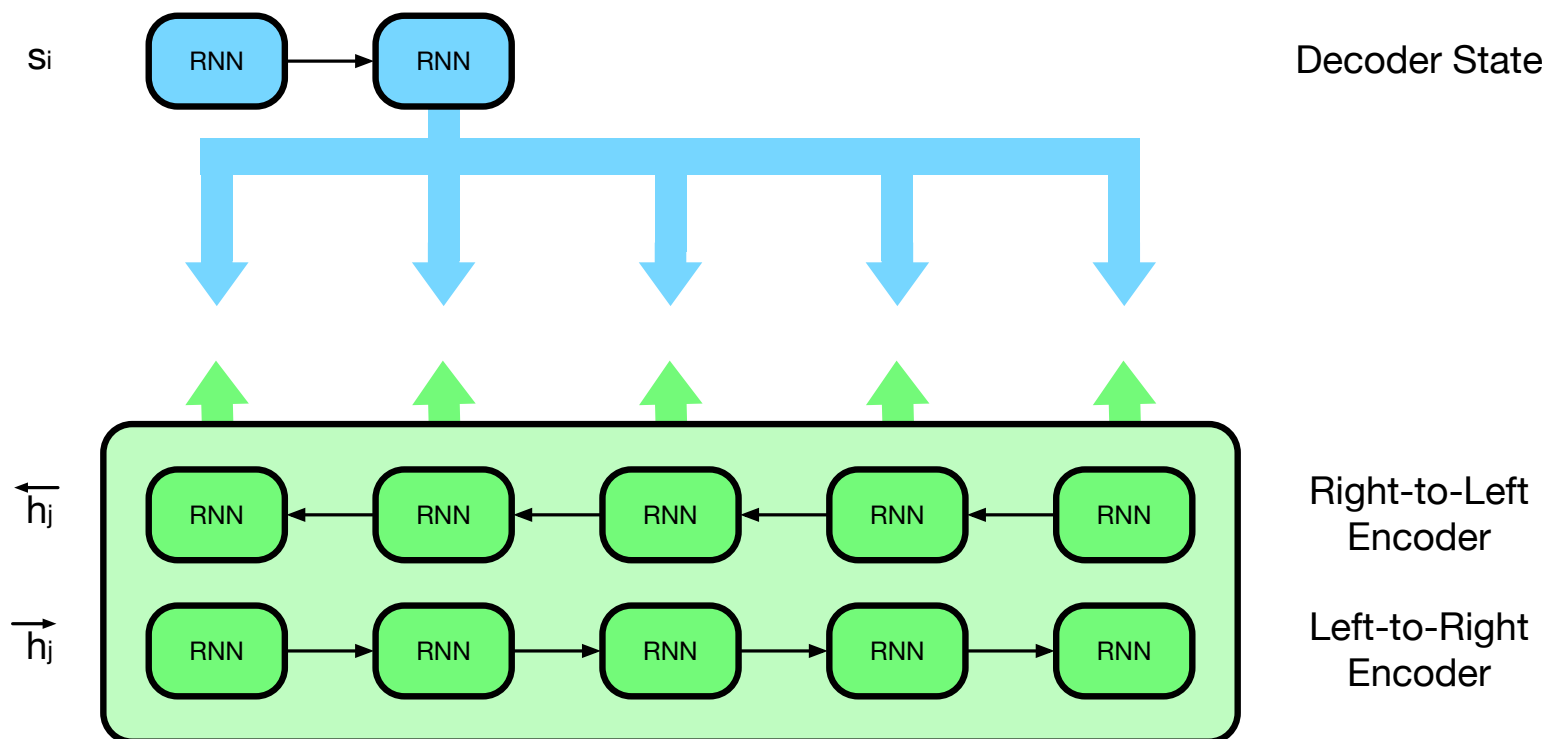 si RNN RNN Decoder State
hj RNN RNN RNN RNN RNN Right-to-Left
Encoder
hj RNN RNN RNN RNN RNN Left-to-Right
Encoder